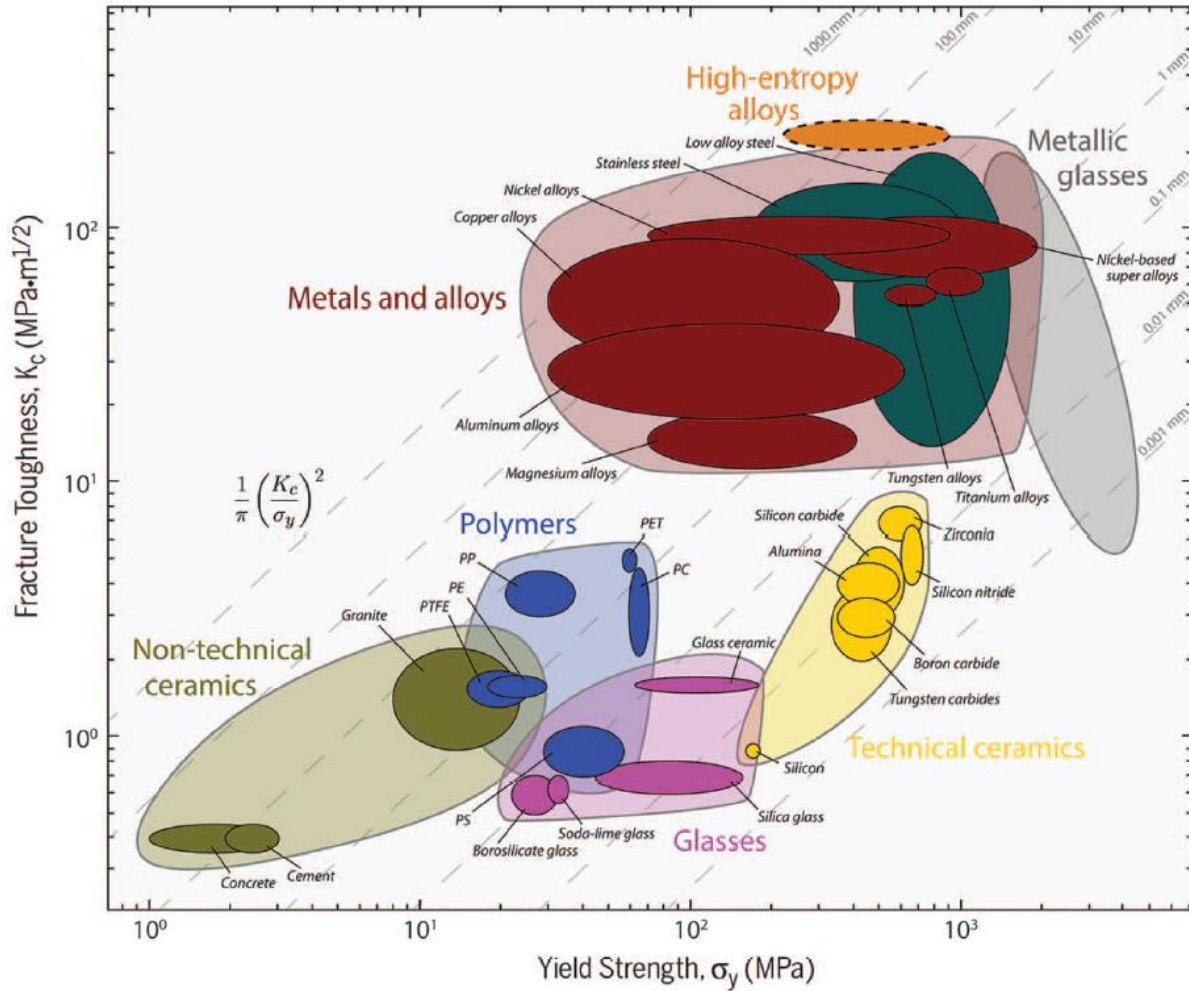 1000 mm
100 mm
10 mm
1 mm
0.1 mm
0.01 mm
0.001 mm
High-entropy
alloys
Low alloy steel
Stainless steel
Nickel alloys
Copper alloys
Metallic
glasses
Nickel-based
super alloys
Metals and alloys
Aluminum alloys
Magnesium alloys
Tungsten alloys
Titanium alloys
1/π (K_c/σ_y)^2
Polymers
PET
PP
PC
PE
PTFE
Granite
Non-technical
ceramics
Silicon carbide
Zirconia
Alumina
Silicon nitride
Glass ceramic
Boron carbide
Tungsten carbides
Technical ceramics
Silicon
PS
Soda-lime glass
Silica glass
Borosilicate glass
Glasses
Cement
Concrete
10²
10¹
10⁰
Fracture Toughness, K_c (MPa•m^1/2)
10⁰
10¹
10²
10³
Yield Strength, σ_y (MPa)